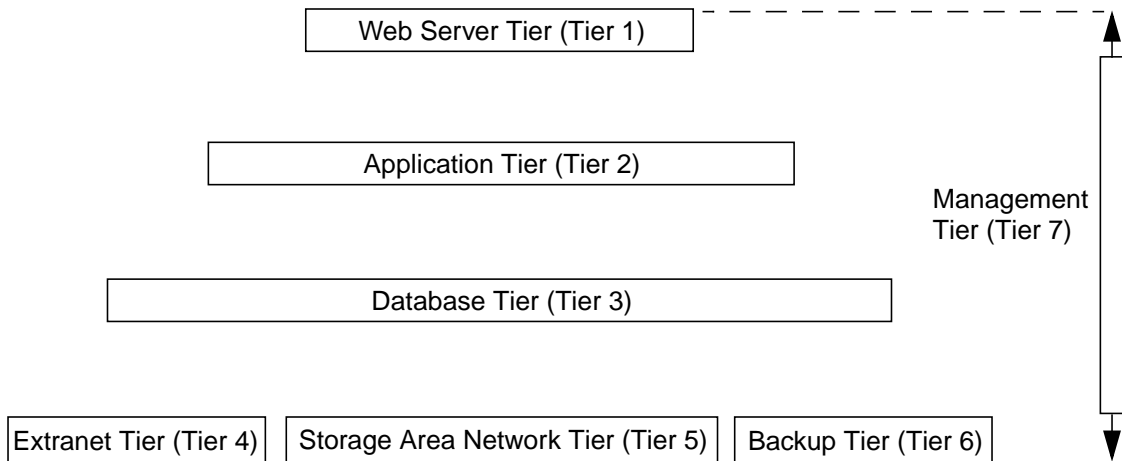 Web Server Tier (Tier 1)
Application Tier (Tier 2)
Management
Tier (Tier 7)
Database Tier (Tier 3)
Extranet Tier (Tier 4)
Storage Area Network Tier (Tier 5)
Backup Tier (Tier 6)